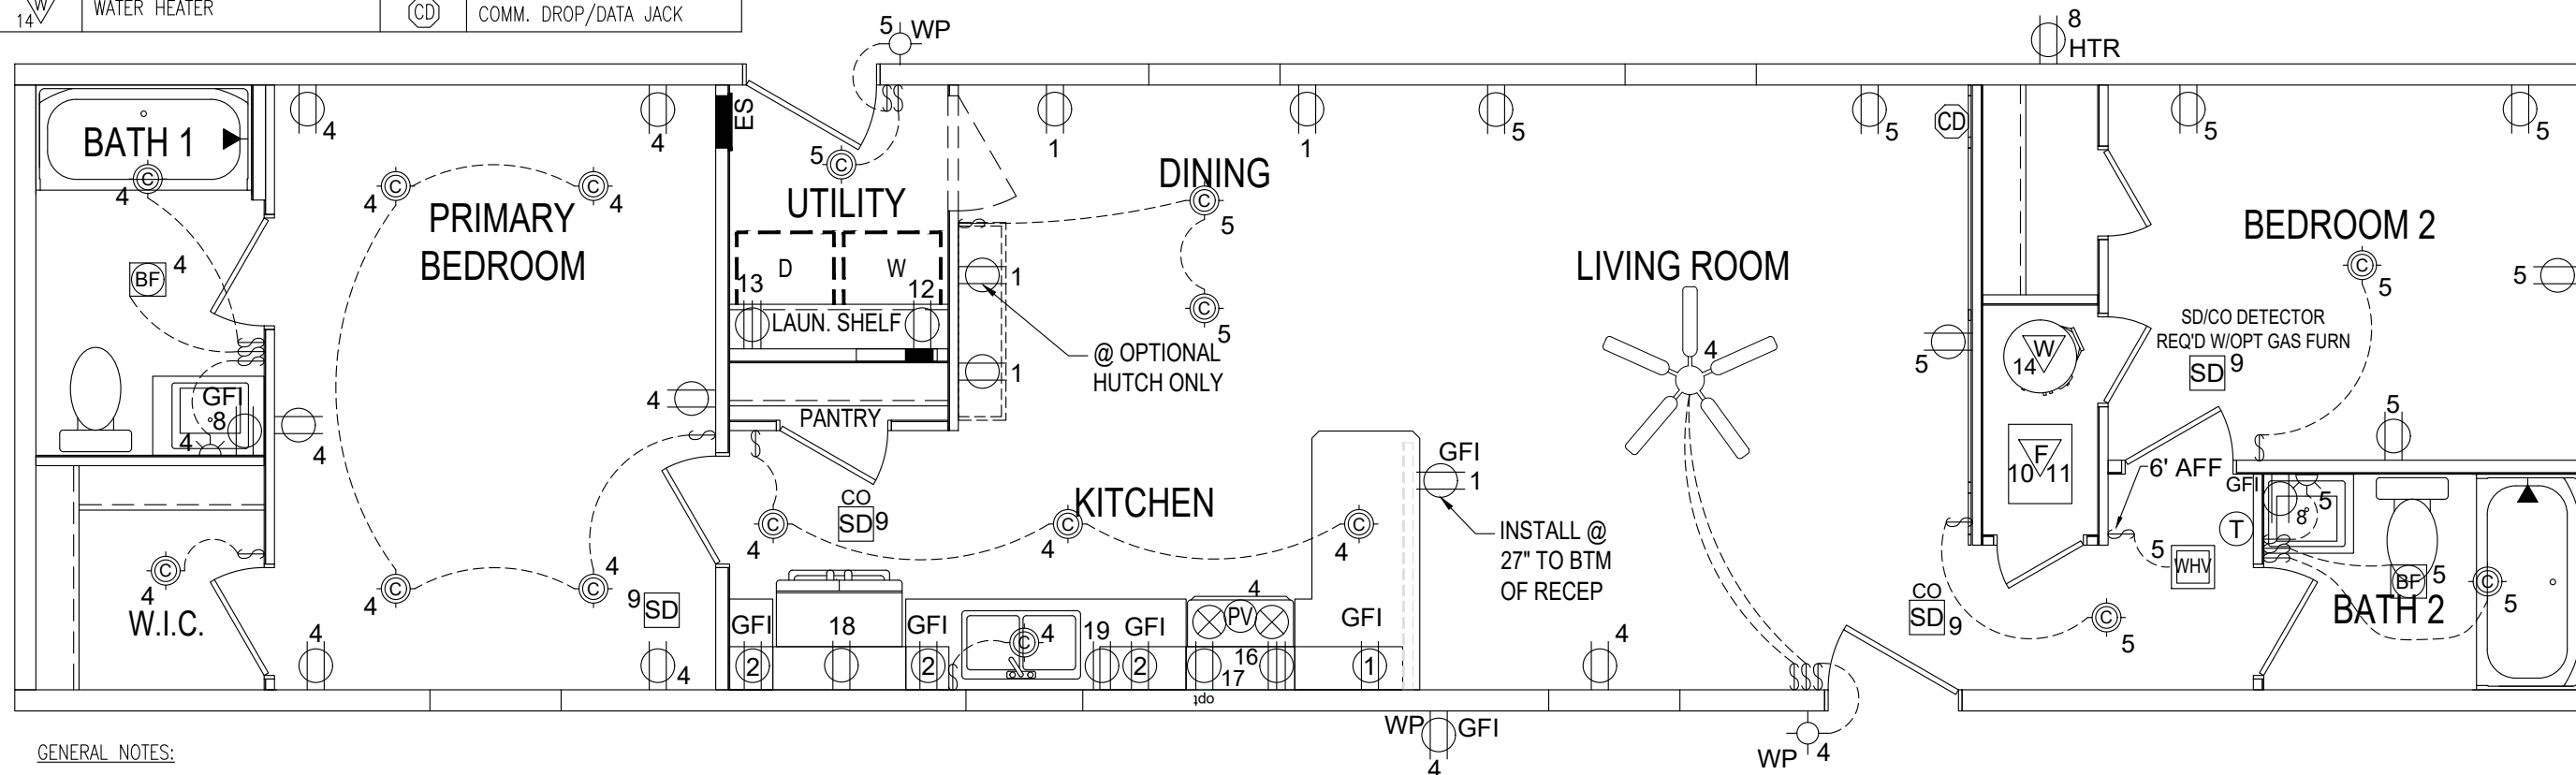 14 W WATER HEATER CD COMM. DROP/DATA JACK
5 WP
8
HTR
ES
BATH 1
4
4
4
1
1
5
5
CD
5
5
4
C
C
4
C
4
5 C
UTILITY
DINING
C
5
PRIMARY
BEDROOM
BF 4
D
W
13
12
LAUN. SHELF
1
C
5
LIVING ROOM
BEDROOM 2
C
5
5
@ OPTIONAL
HUTCH ONLY
1
4
5
W
14
SD/CO DETECTOR
REQ'D W/OPT GAS FURN
SD 9
GFI
8
4
4
4
PANTRY
GFI
1
F
10 11
5
6' AFF
GFI
5
8
CO
SD 9
KITCHEN
C
4
C
4
C
4
INSTALL @
27" TO BTM
OF RECEP
T
5
WHV
BF 5
C
5
BATH 2
C
4
W.I.C.
C
4
C
4
9 SD
4
4
GFI
2
18
GFI
2
C 4
19
GFI
2
4
PV
16
17
GFI
1
4
CO
SD 9
C
5
opt
WP GFI
4
WP 4
GENERAL NOTES: